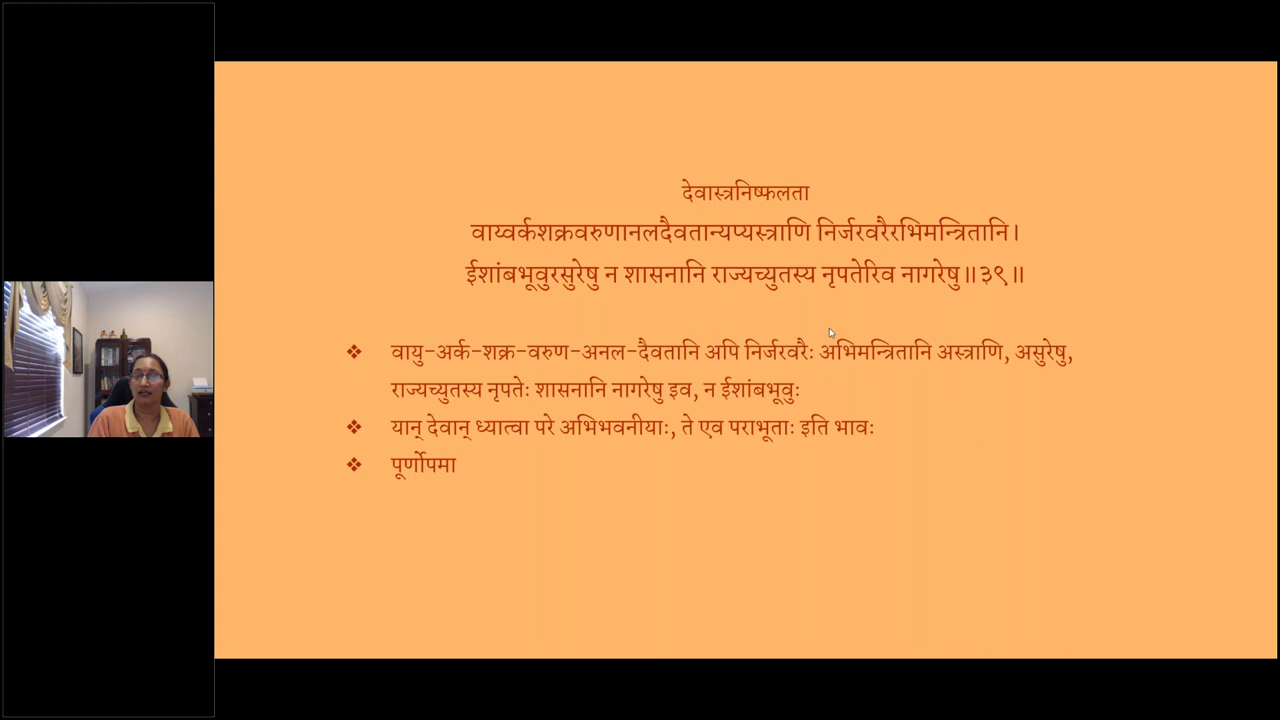 देवास्त्रनिष्फलता
वाय्वर्कशक्रवरुणानलदैवतान्यप्यस्त्राणि निर्जरवरैरभिमन्त्रितानि।
ईशांबभूवुरसुरेषु न शासनानि राज्यच्युतस्य नृपतेरिव नागरेषु॥३९॥
❖ वायु-अर्क-शक्र-वरुण-अनल-दैवतानि अपि निर्जरवरैः अभिमन्त्रितानि अस्त्राणि, असुरेषु,
राज्यच्युतस्य नृपतेः शासनानि नागरेषु इव, न ईशांबभूवुः
❖ यान् देवान् ध्यात्वा परे अभिभवनीयाः, ते एव पराभूताः इति भावः
❖ पूर्णोपमा